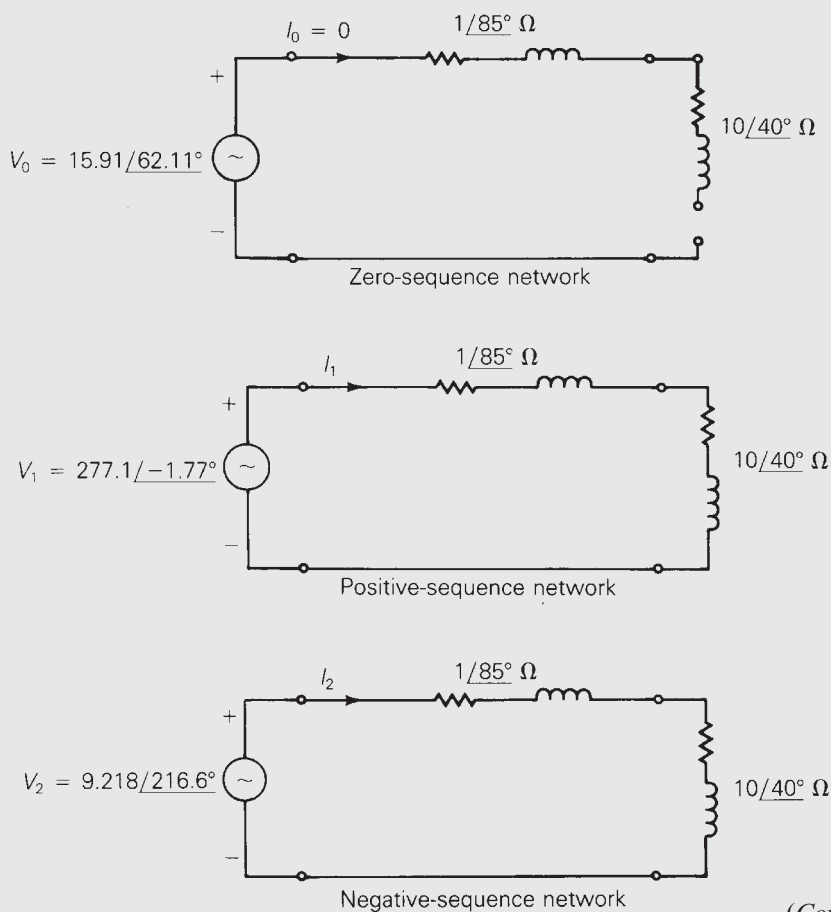 I₀ = 0
1/85° Ω
+
10/40° Ω
V₀ = 15.91/62.11°
~
−
Zero-sequence network
1/85° Ω
I₁
+
10/40° Ω
V₁ = 277.1/−1.77°
~
−
Positive-sequence network
1/85° Ω
I₂
+
10/40° Ω
V₂ = 9.218/216.6°
~
−
Negative-sequence network